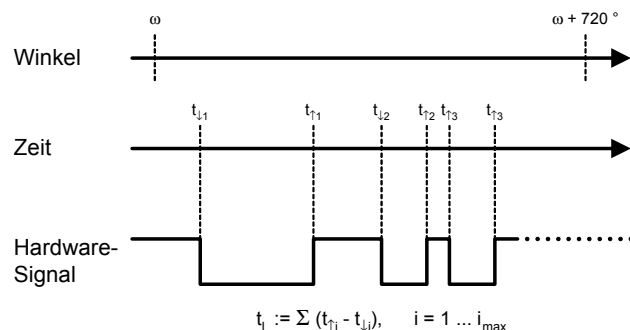 ω ω + 720 °
Winkel
t↓1 t↑1 t↓2 t↑2 t↑3 t↑3
Zeit
Hardware-
Signal
tI := Σ (t↑i - t↓i), i = 1 ... imax